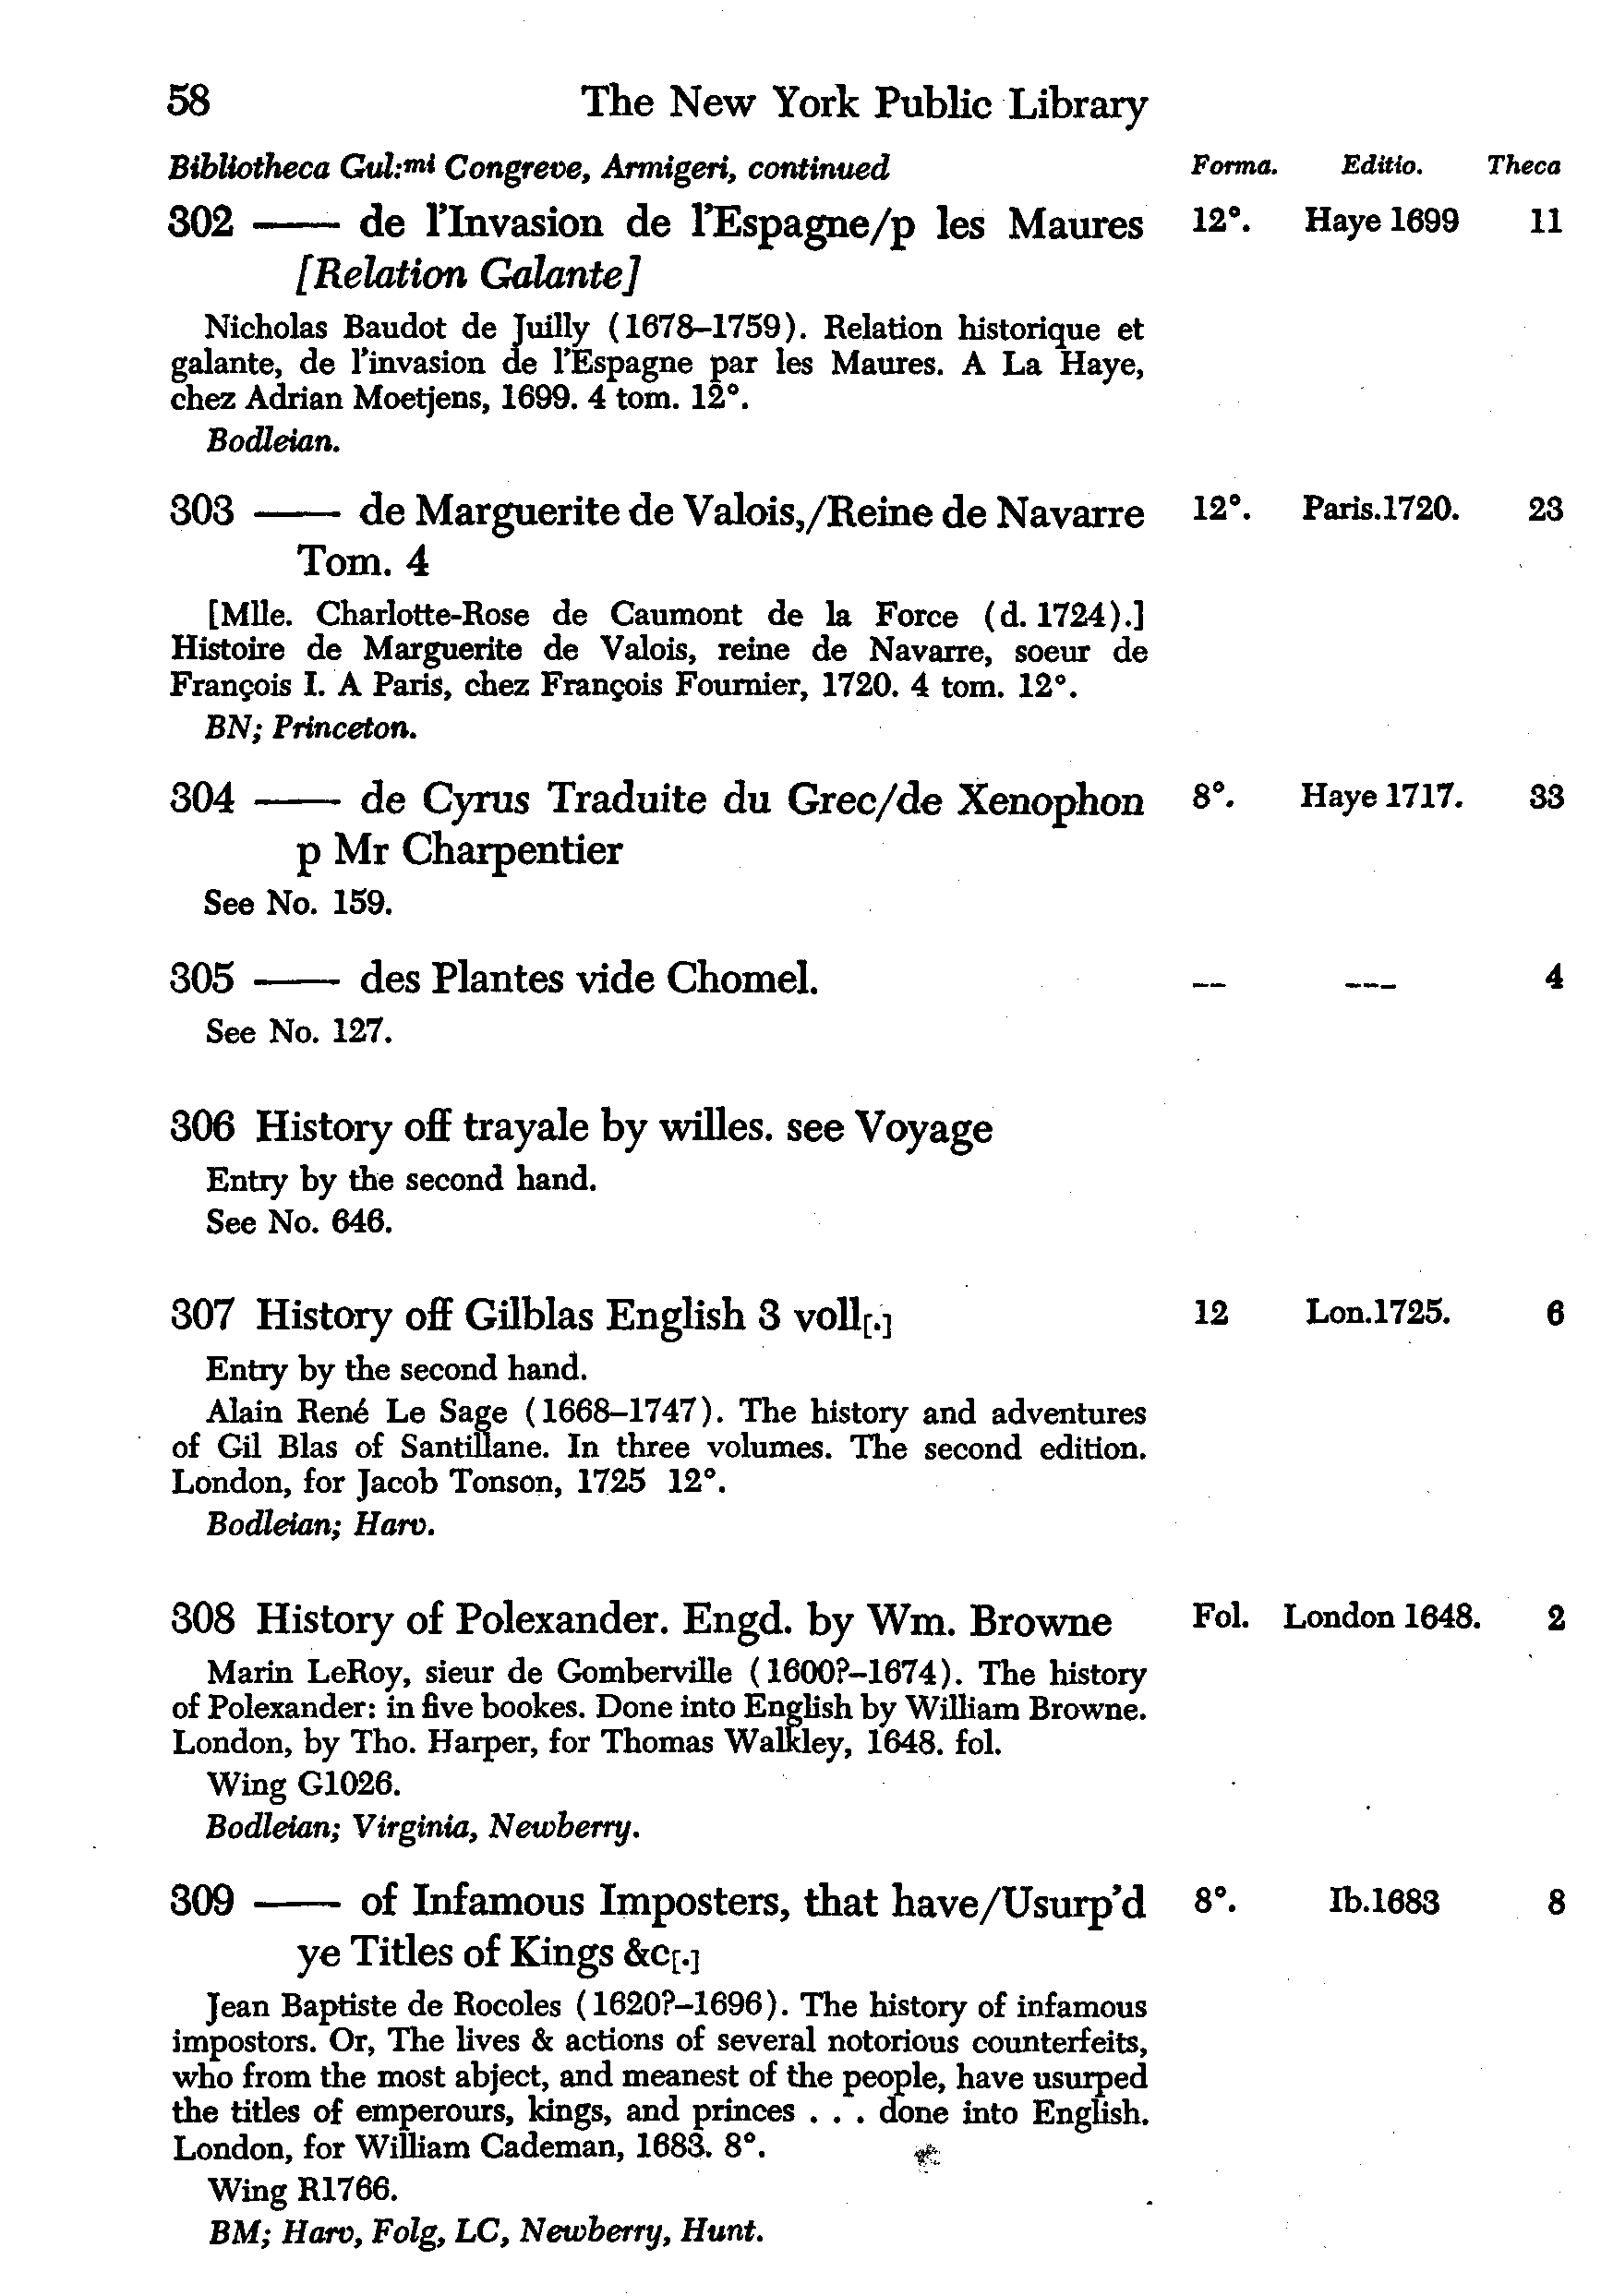 58 The New York Public Library
Bibliotheca Gul:mi Congreve, Armigeri, continued Forma. Editio. Theca
302 —— de l'Invasion de l'Espagne/p les Maures 12°. Haye 1699 11
[Relation Galante]
Nicholas Baudot de Juilly (1678–1759). Relation historique et
galante, de l'invasion de l'Espagne par les Maures. A La Haye,
chez Adrian Moetjens, 1699. 4 tom. 12°.
Bodleian.
303 —— de Marguerite de Valois,/Reine de Navarre 12°. Paris.1720. 23
Tom. 4
[Mlle. Charlotte-Rose de Caumont de la Force (d. 1724).]
Histoire de Marguerite de Valois, reine de Navarre, soeur de
François I. A Paris, chez François Fournier, 1720. 4 tom. 12°.
BN; Princeton.
304 —— de Cyrus Traduite du Grec/de Xenophon 8°. Haye 1717. 33
p Mr Charpentier
See No. 159.
305 —— des Plantes vide Chomel. -- --- 4
See No. 127.
306 History off trayale by willes. see Voyage
Entry by the second hand.
See No. 646.
307 History off Gilblas English 3 voll[.] 12 Lon.1725. 6
Entry by the second hand.
Alain René Le Sage (1668–1747). The history and adventures
of Gil Blas of Santillane. In three volumes. The second edition.
London, for Jacob Tonson, 1725 12°.
Bodleian; Harv.
308 History of Polexander. Engd. by Wm. Browne Fol. London 1648. 2
Marin LeRoy, sieur de Gomberville (1600?–1674). The history
of Polexander: in five bookes. Done into English by William Browne.
London, by Tho. Harper, for Thomas Walkley, 1648. fol.
Wing G1026.
Bodleian; Virginia, Newberry.
309 —— of Infamous Imposters, that have/Usurp'd 8°. Ib.1683 8
ye Titles of Kings &c[.]
Jean Baptiste de Rocoles (1620?–1696). The history of infamous
impostors. Or, The lives & actions of several notorious counterfeits,
who from the most abject, and meanest of the people, have usurped
the titles of emperours, kings, and princes . . . done into English.
London, for William Cademan, 1683. 8°.
Wing R1766.
BM; Harv, Folg, LC, Newberry, Hunt.